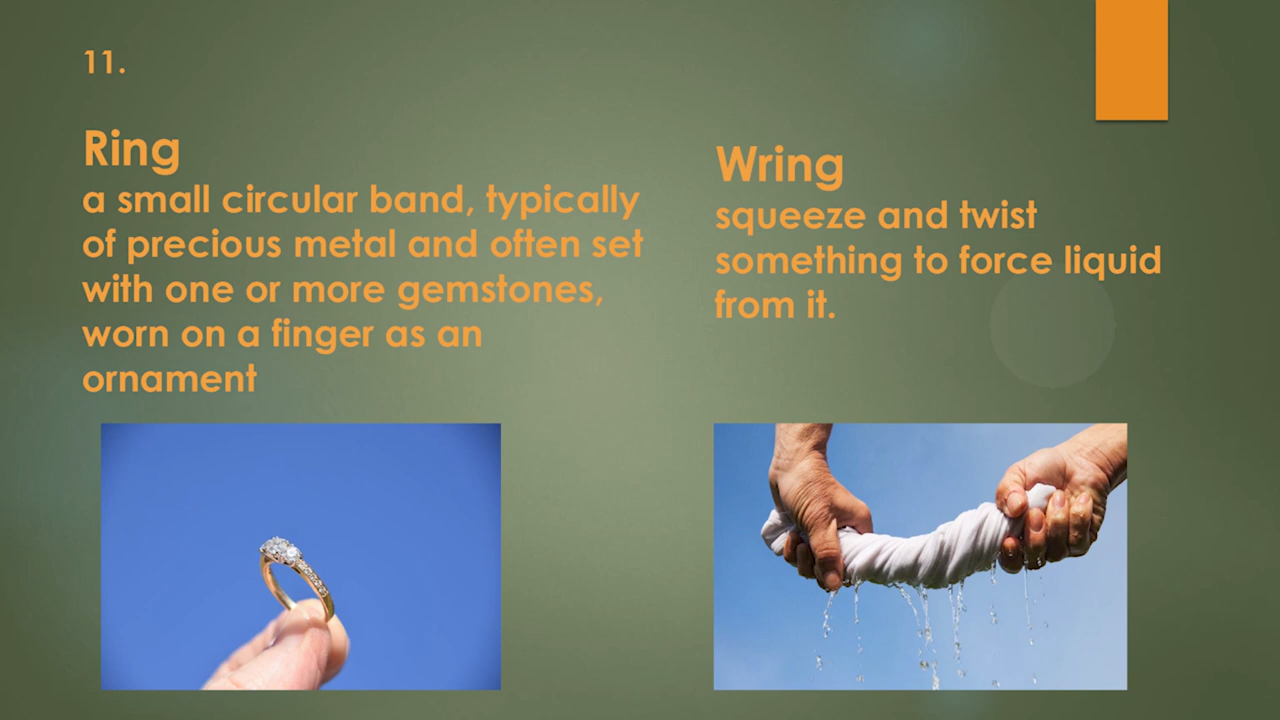 11.
Ring
a small circular band, typically
of precious metal and often set
with one or more gemstones,
worn on a finger as an
ornament
Wring
squeeze and twist
something to force liquid
from it.